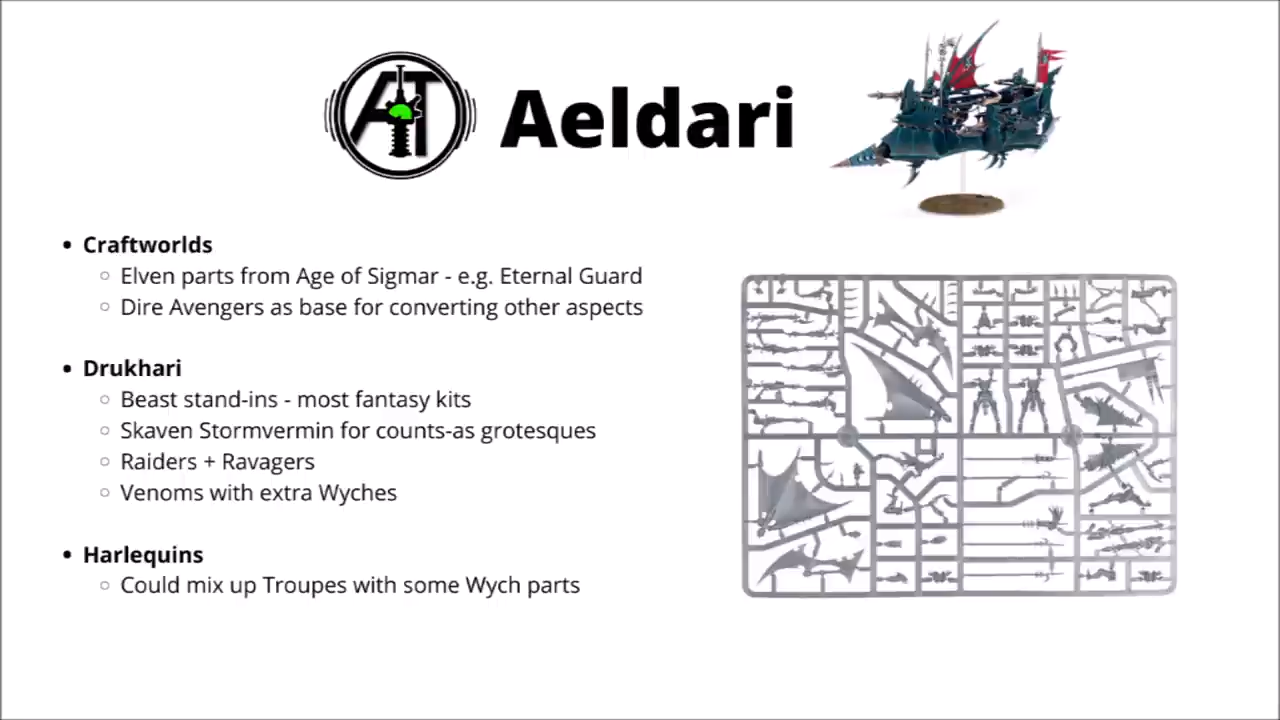 AT
Aeldari
• Craftworlds
○ Elven parts from Age of Sigmar - e.g. Eternal Guard
○ Dire Avengers as base for converting other aspects
• Drukhari
○ Beast stand-ins - most fantasy kits
○ Skaven Stormvermin for counts-as grotesques
○ Raiders + Ravagers
○ Venoms with extra Wyches
• Harlequins
○ Could mix up Troupes with some Wych parts